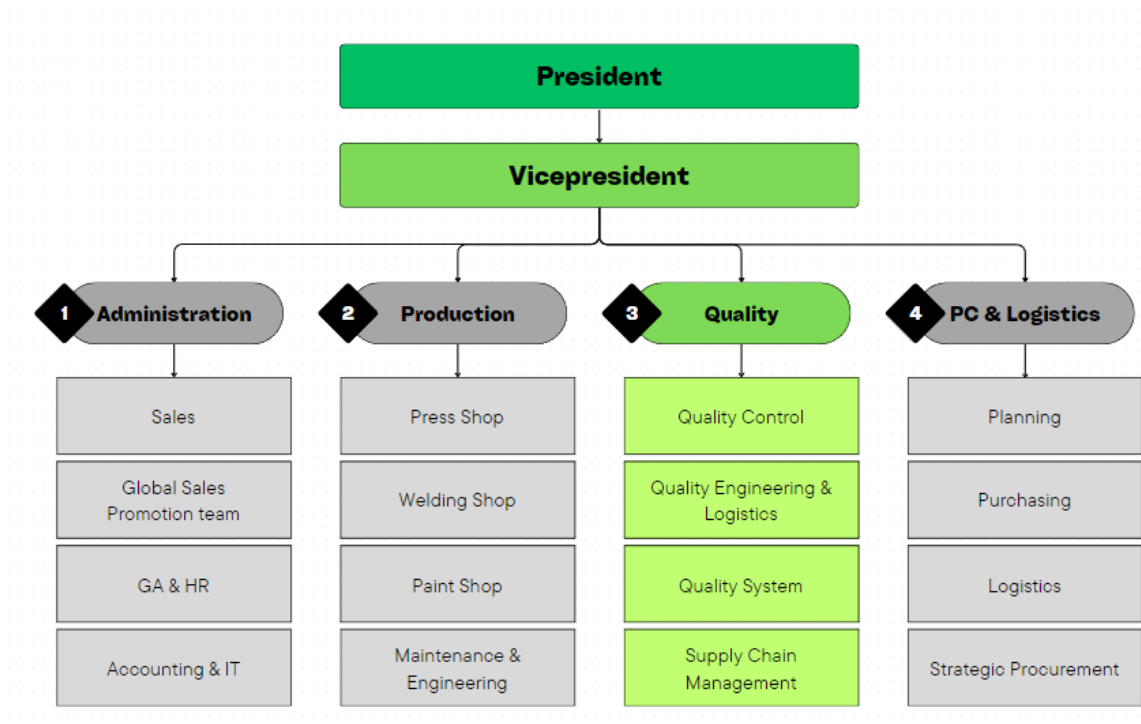 President
Vicepresident
1 Administration
2 Production
3 Quality
4 PC & Logistics
Sales
Press Shop
Quality Control
Planning
Global Sales
Promotion team
Welding Shop
Quality Engineering &
Logistics
Purchasing
GA & HR
Paint Shop
Quality System
Logistics
Accounting & IT
Maintenance &
Engineering
Supply Chain
Management
Strategic Procurement